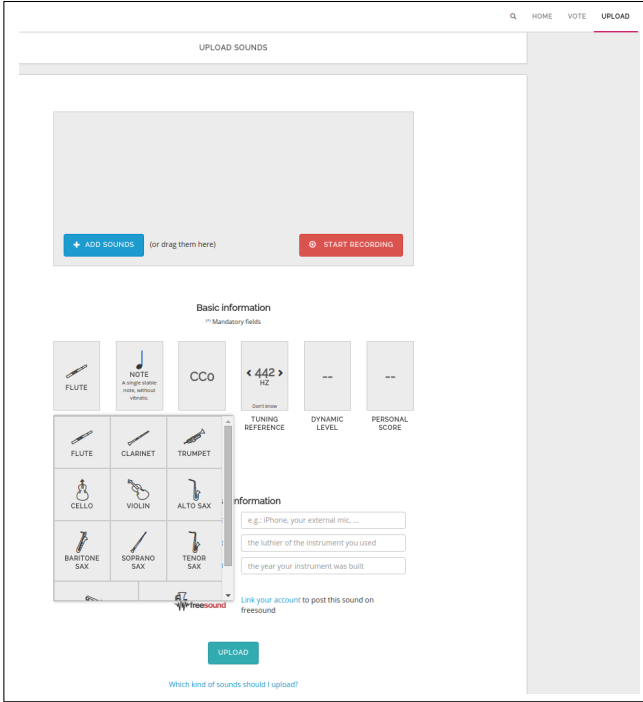 HOME VOTE UPLOAD
UPLOAD SOUNDS
ADD SOUNDS (or drag them here) START RECORDING
Basic information
(*) Mandatory fields
FLUTE
NOTE
A single stable
note, without
vibrato.
CC0
< 442 >
HZ
Don't know
--
--
TUNING
REFERENCE
DYNAMIC
LEVEL
PERSONAL
SCORE
FLUTE CLARINET TRUMPET
CELLO VIOLIN ALTO SAX
BARITONE
SAX
SOPRANO
SAX
TENOR
SAX
nformation
e.g.: iPhone, your external mic, ...
the luthier of the instrument you used
the year your instrument was built
freesound
Link your account to post this sound on
freesound
UPLOAD
Which kind of sounds should I upload?